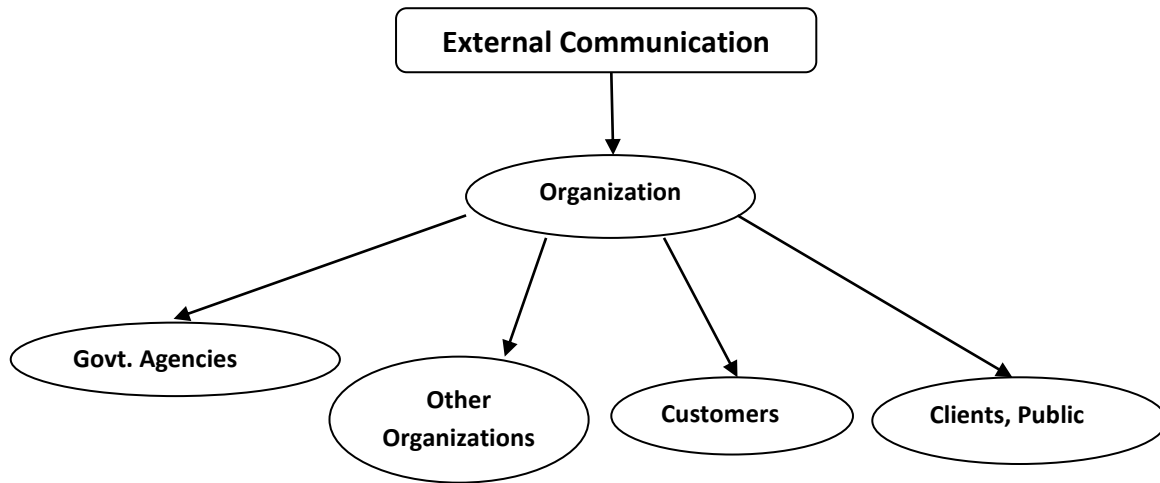 External Communication
Organization
Govt. Agencies
Other
Organizations
Customers
Clients, Public